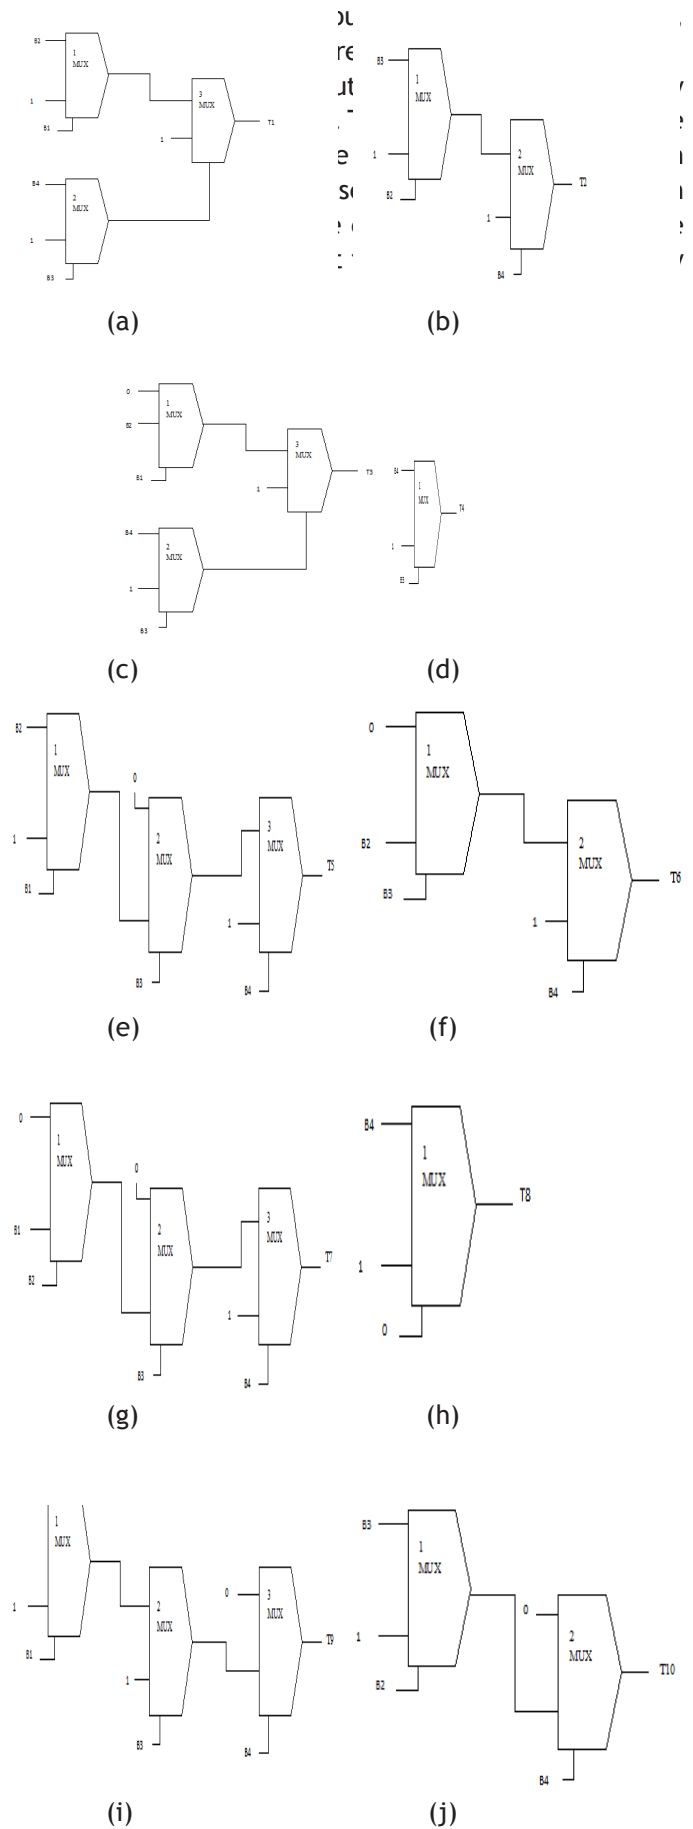 B2
1
MUX
1
B1
3
MUX
1
T1
B4
2
MUX
1
B3
(a)
B3
1
MUX
1
B2
2
MUX
1
T2
B4
(b)
0
1
MUX
B2
B1
3
MUX
1
T3
B4
2
MUX
1
B3
(c)
B4
1
MUX
1
B3
T4
(d)
B2
1
MUX
1
B1
0
2
MUX
B3
3
MUX
1
T5
B4
(e)
0
1
MUX
B2
B3
2
MUX
1
T6
B4
(f)
0
1
MUX
B1
B2
0
2
MUX
B3
3
MUX
1
T7
B4
(g)
B4
1
MUX
1
0
T8
(h)
1
MUX
1
B1
2
MUX
1
B3
0
3
MUX
T9
B4
(i)
B3
1
MUX
1
B2
0
2
MUX
T10
B4
(j)